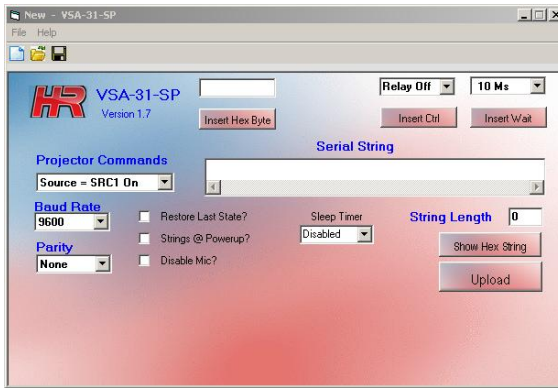 New - VSA-31-SP
File Help
HR
VSA-31-SP
Version 1.7
Insert Hex Byte
Relay Off
10 Ms
Insert Ctrl
Insert Wait
Serial String
Projector Commands
Source = SRC1 On
Baud Rate
9600
Restore Last State?
Sleep Timer
String Length 0
Strings @ Powerup?
Disabled
Parity
None
Disable Mic?
Show Hex String
Upload